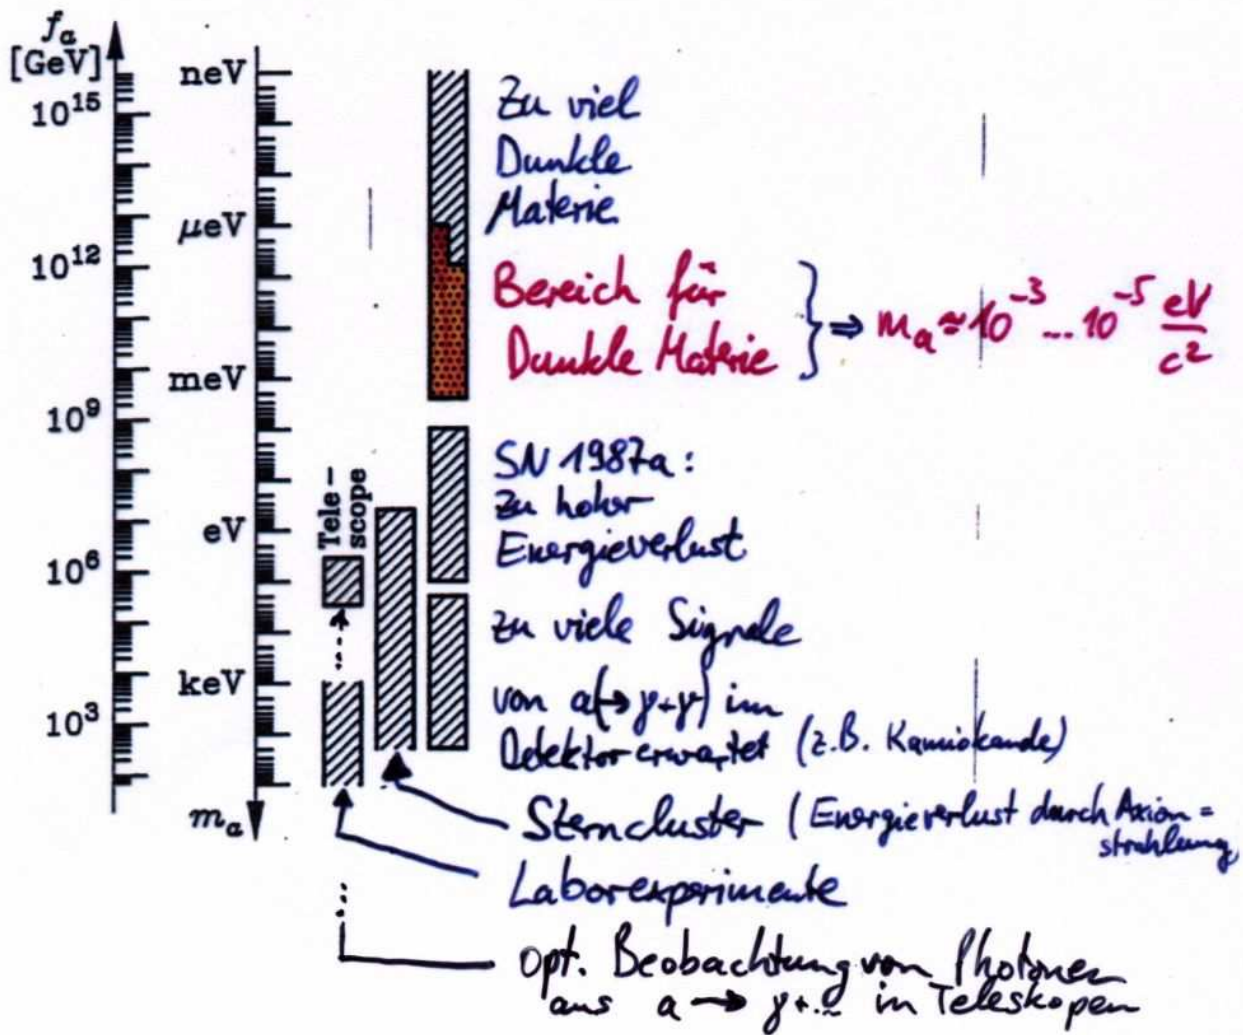 f_a
[GeV]
10^15
10^12
10^9
10^6
10^3
neV
μeV
meV
eV
keV
m_a
Tele-
scope
Zu viel
Dunkle
Materie
Bereich für
Dunkle Materie
} ⇒ m_a ≈ 10^-3 ... 10^-5 eV/c^2
SN 1987a:
Zu hoher
Energieverlust
Zu viele Signale
von a(→γ+γ) im
Detektor erwartet (z.B. Kamiokande)
Sterncluster (Energieverlust durch Axion=
strahlung
Laborexperimente
opt. Beobachtung von Photonen
aus a → γ+... in Teleskopen